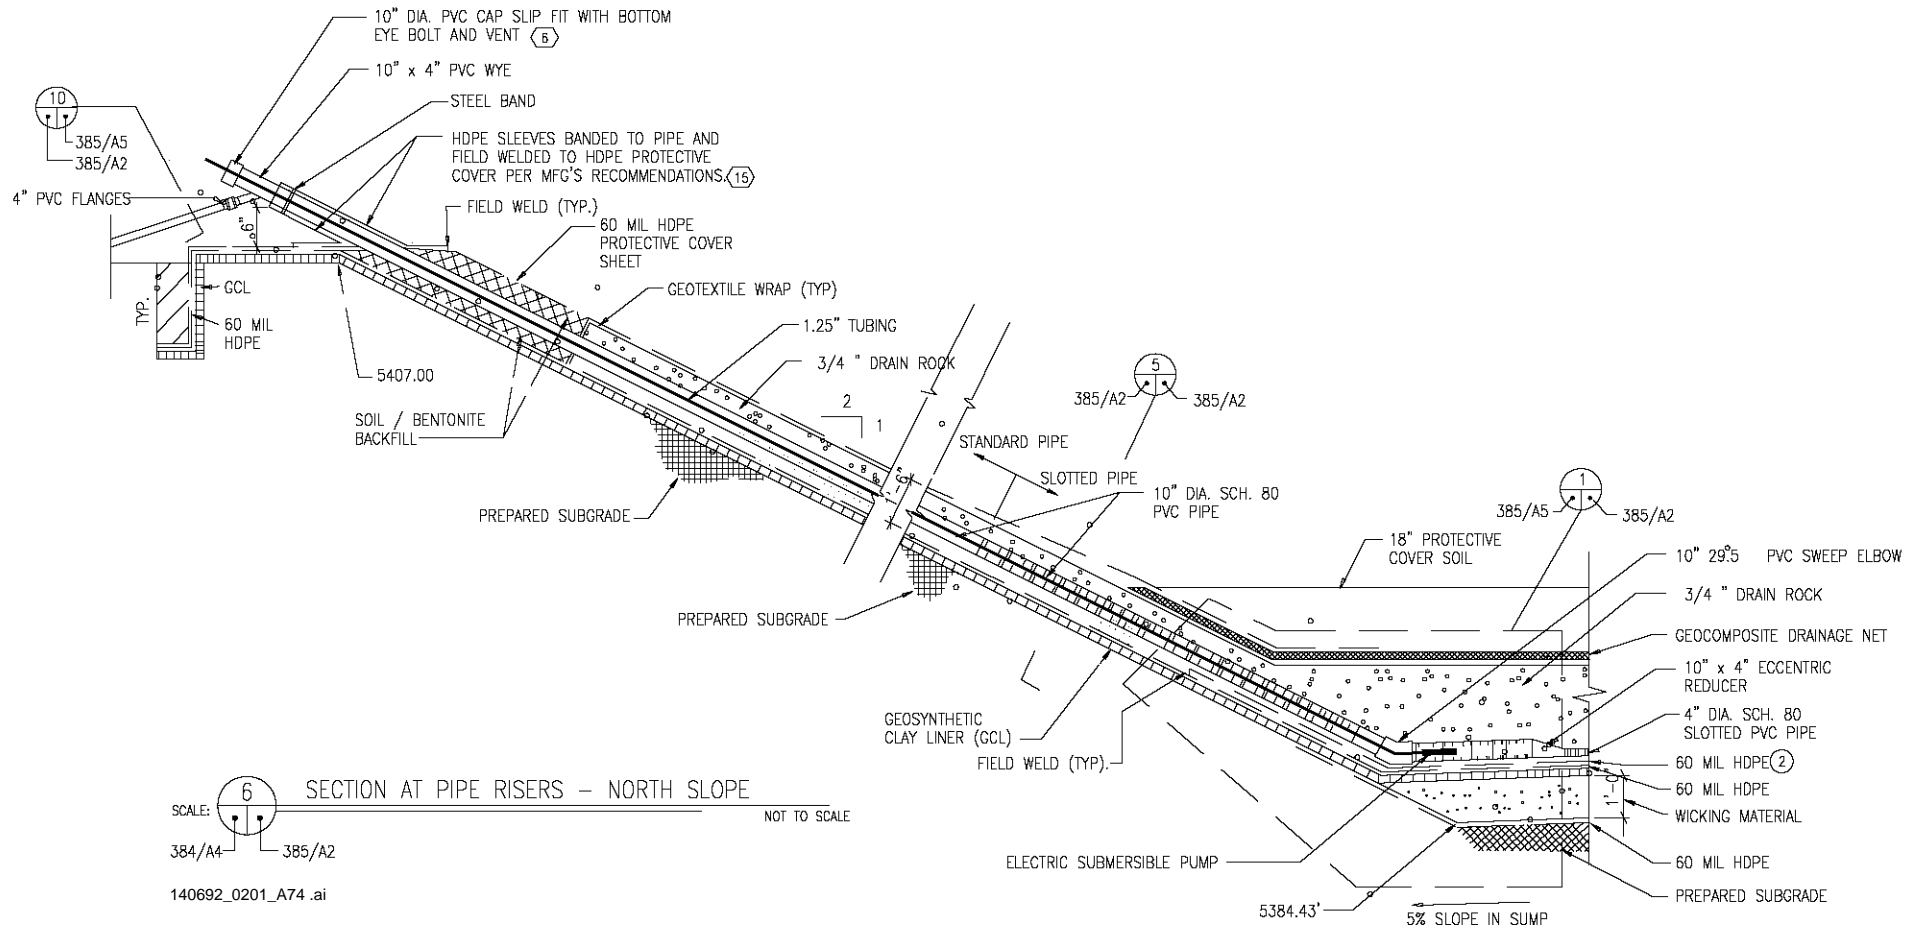 10" DIA. PVC CAP SLIP FIT WITH BOTTOM
EYE BOLT AND VENT 6
10" x 4" PVC WYE
10
STEEL BAND
385/A5
385/A2
HDPE SLEEVES BANDED TO PIPE AND
FIELD WELDED TO HDPE PROTECTIVE
COVER PER MFG'S RECOMMENDATIONS. 15
4" PVC FLANGES
FIELD WELD (TYP.)
60 MIL HDPE
PROTECTIVE COVER
SHEET
GCL
TYP.
60 MIL
HDPE
GEOTEXTILE WRAP (TYP)
1.25" TUBING
3/4 " DRAIN ROCK
5407.00
2
1
SOIL / BENTONITE
BACKFILL
5
385/A2
385/A2
STANDARD PIPE
SLOTTED PIPE
10" DIA. SCH. 80
PVC PIPE
PREPARED SUBGRADE
1
385/A5
385/A2
18" PROTECTIVE
COVER SOIL
10" 29.5 PVC SWEEP ELBOW
3/4 " DRAIN ROCK
PREPARED SUBGRADE
GEOCOMPOSITE DRAINAGE NET
10" x 4" ECCENTRIC
REDUCER
4" DIA. SCH. 80
SLOTTED PVC PIPE
GEOSYNTHETIC
CLAY LINER (GCL)
FIELD WELD (TYP).
60 MIL HDPE 2
60 MIL HDPE
WICKING MATERIAL
ELECTRIC SUBMERSIBLE PUMP
60 MIL HDPE
PREPARED SUBGRADE
5384.43'
5% SLOPE IN SUMP
SCALE: 6 SECTION AT PIPE RISERS – NORTH SLOPE
NOT TO SCALE
384/A4
385/A2
140692_0201_A74 .ai